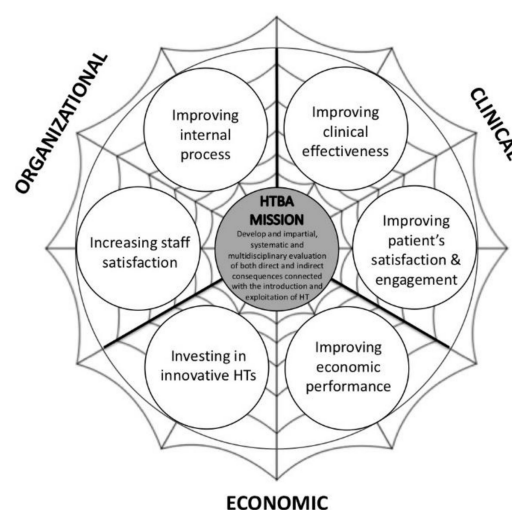 ORGANIZATIONAL
CLINICAL
Improving
internal
process
Improving
clinical
effectiveness
Increasing staff
satisfaction
HTBA
MISSION
Develop and impartial,
systematic and
multidisciplinary evaluation
of both direct and indirect
consequences connected
with the introduction and
exploitation of HT
Improving
patient's
satisfaction &
engagement
Investing in
innovative HTs
Improving
economic
performance
ECONOMIC